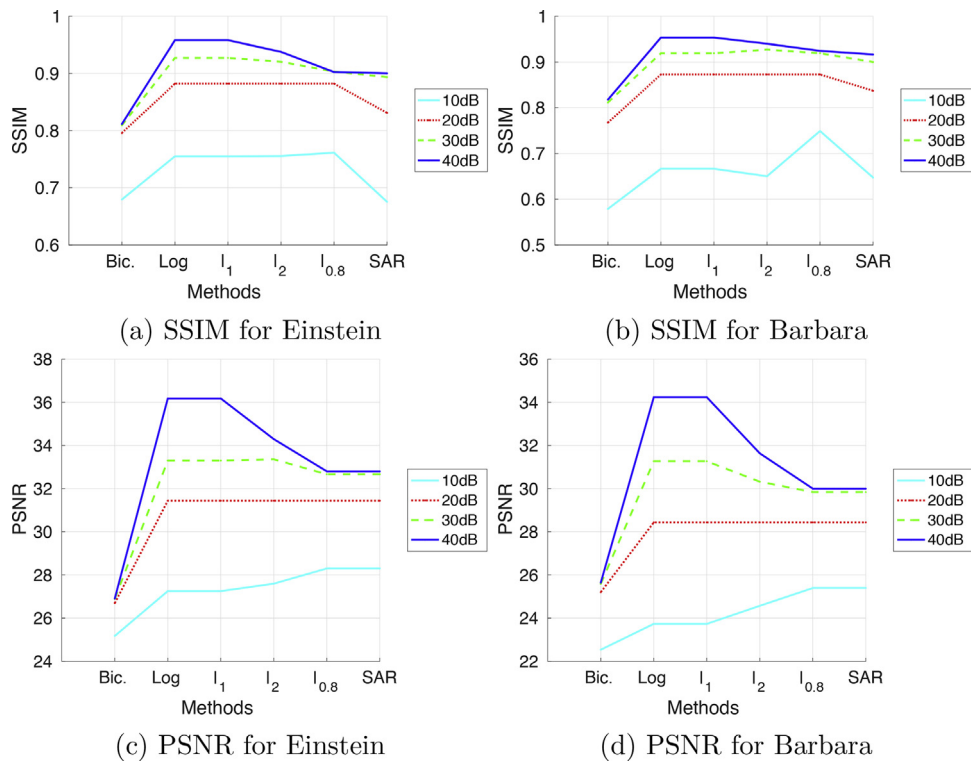 1
0.9
0.8
0.7
0.6
SSIM
Bic. Log l1 l2 l0.8 SAR
Methods
10dB
20dB
30dB
40dB
(a) SSIM for Einstein
1
0.9
0.8
0.7
0.6
0.5
SSIM
Bic. Log l1 l2 l0.8 SAR
Methods
10dB
20dB
30dB
40dB
(b) SSIM for Barbara
38
36
34
32
30
28
26
24
PSNR
Bic. Log l1 l2 l0.8 SAR
Methods
10dB
20dB
30dB
40dB
(c) PSNR for Einstein
36
34
32
30
28
26
24
22
PSNR
Bic. Log l1 l2 l0.8 SAR
Methods
10dB
20dB
30dB
40dB
(d) PSNR for Barbara